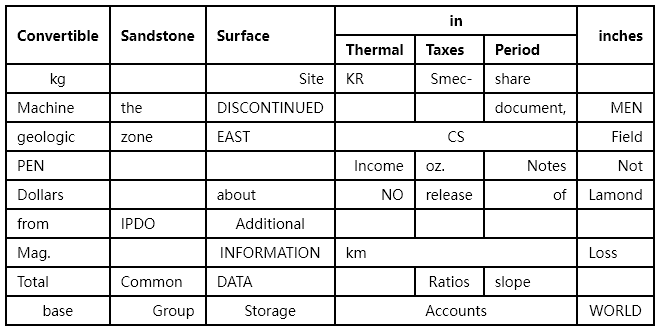 Convertible Sandstone Surface in inches
Thermal Taxes Period
kg Site KR Smec- share
Machine the DISCONTINUED document, MEN
geologic zone EAST CS Field
PEN Income oz. Notes Not
Dollars about NO release of Lamond
from IPDO Additional
Mag. INFORMATION km Loss
Total Common DATA Ratios slope
base Group Storage Accounts WORLD